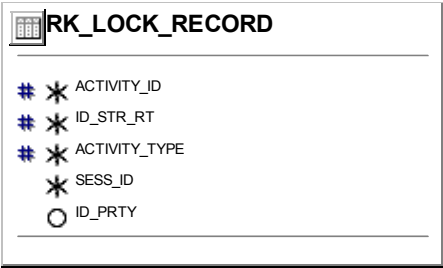 RK_LOCK_RECORD
# * ACTIVITY_ID
# * ID_STR_RT
# * ACTIVITY_TYPE
* SESS_ID
○ ID_PRTY